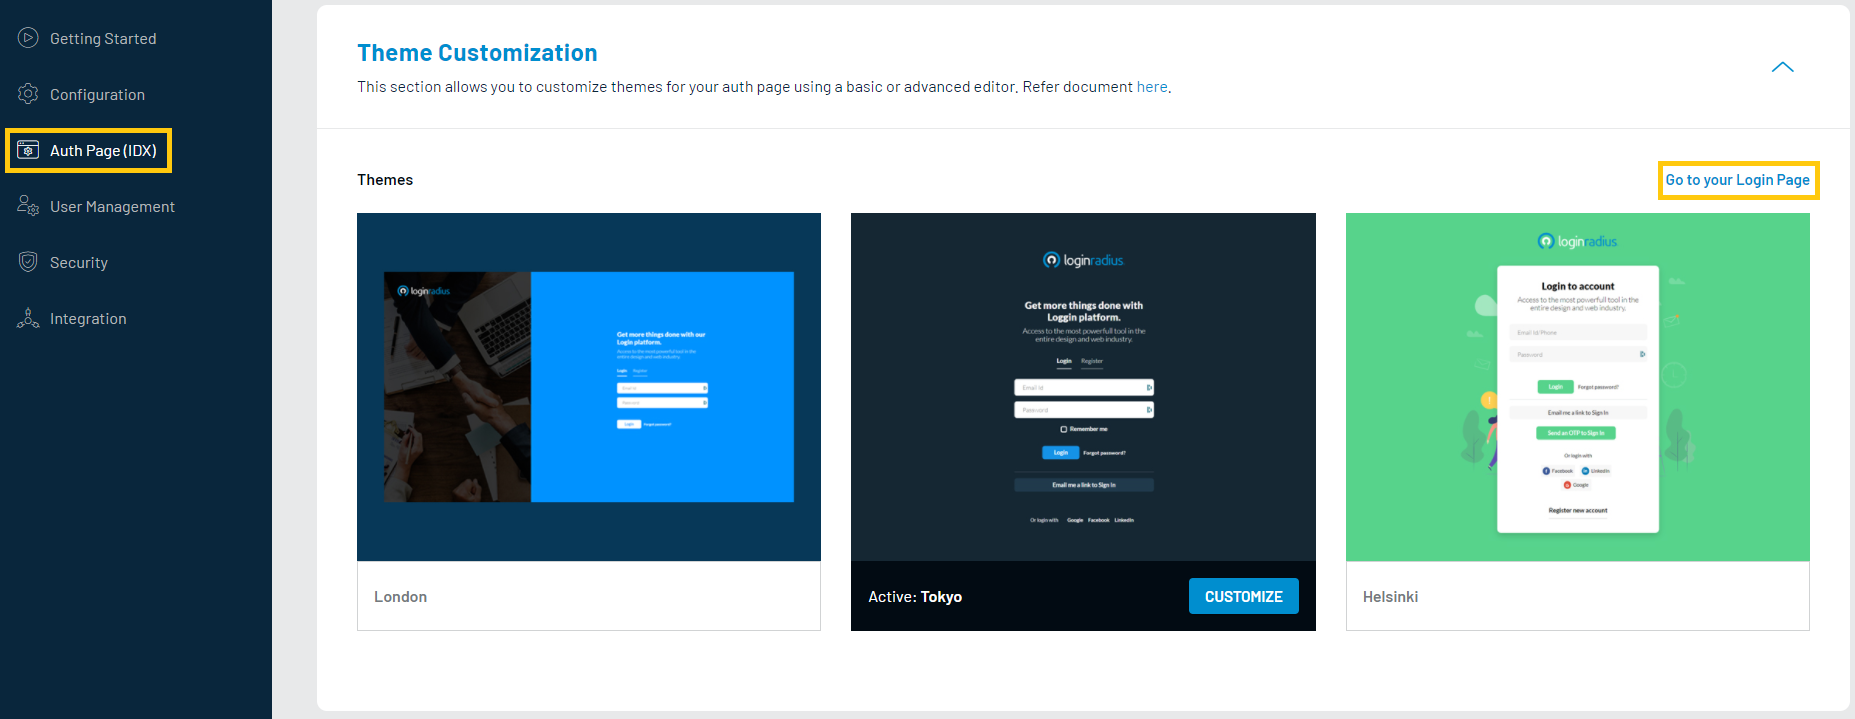 Getting Started
Configuration
Auth Page (IDX)
User Management
Security
Integration
Theme Customization
This section allows you to customize themes for your auth page using a basic or advanced editor. Refer document here.
Themes
Go to your Login Page
loginradius
Get more things done with our
Login platform.
Access to the most powerful tool in the
entire design and web industry.
Login Register
Login Forgot password?
London
loginradius
Get more things done with
Loggin platform.
Access to the most powerfull tool in the
entire design and web industry.
Login Register
Email Id
Password
Remember me
Login Forgot password?
Email me a link to Sign In
Or login with Google Facebook LinkedIn
Active: Tokyo
CUSTOMIZE
loginradius
Login to account
Access to the most powerfull tool in the
entire design and web industry.
Email Id/Phone
Password
Login Forgot password?
Email me a link to Sign In
Send an OTP to Sign In
Or login with
Facebook LinkedIn
Google
Register new account
Helsinki